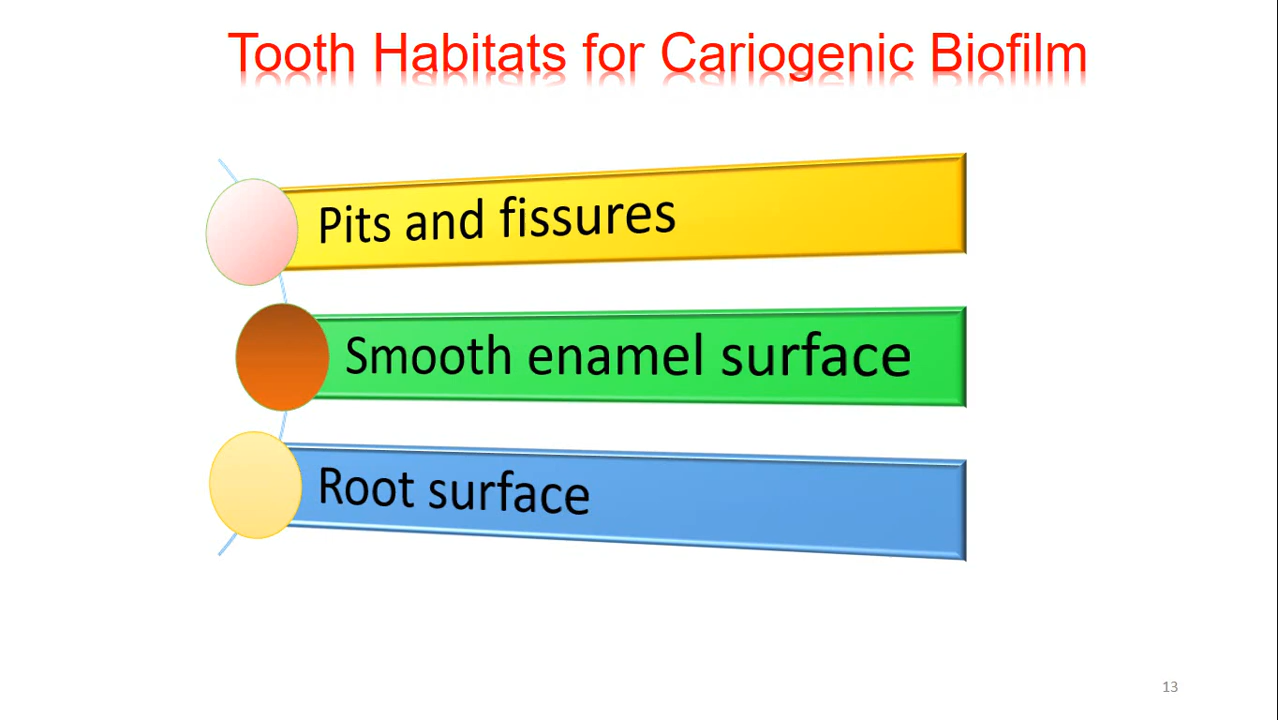 Tooth Habitats for Cariogenic Biofilm
Pits and fissures
Smooth enamel surface
Root surface
13